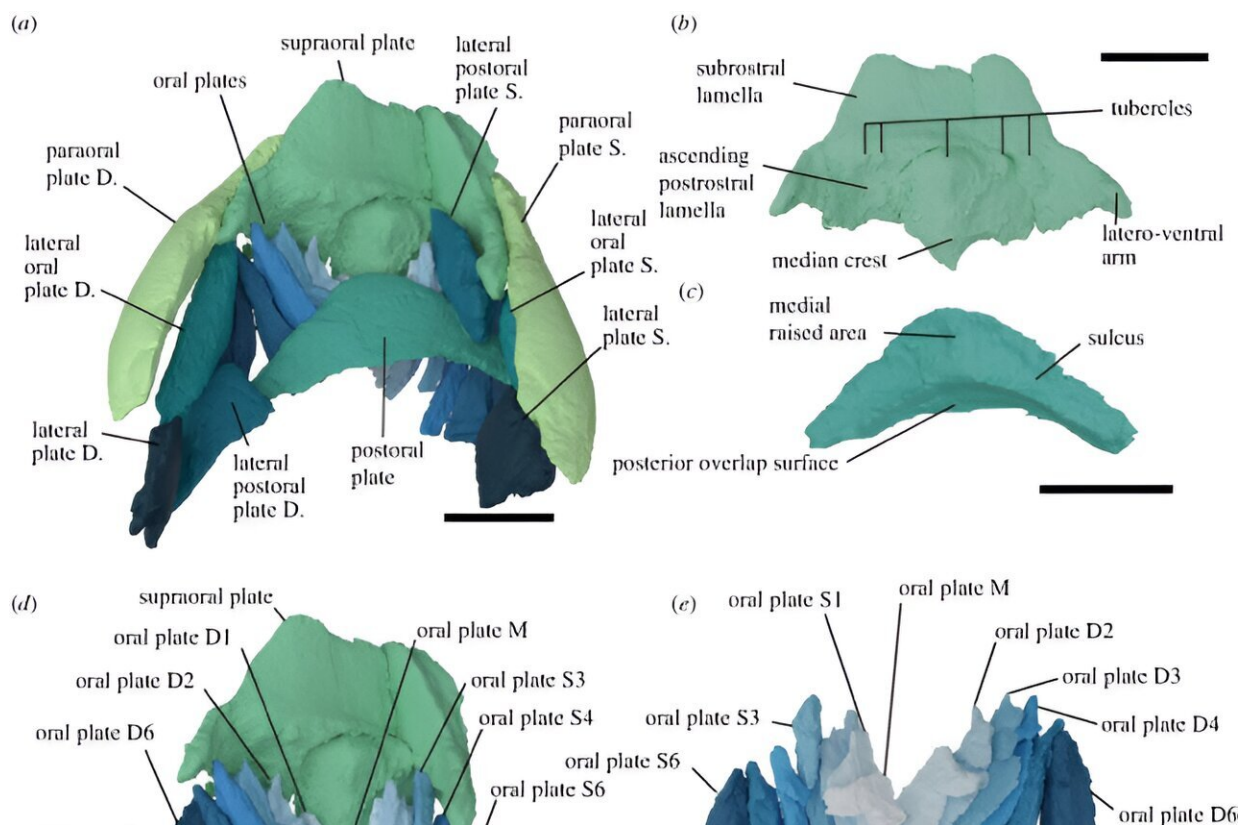 (a)
supraoral plate
lateral
postoral
plate S.
oral plates
paraoral
plate S.
paraoral
plate D.
lateral
oral
plate S.
lateral
oral
plate D.
lateral
plate S.
lateral
plate D.
lateral
postoral
plate D.
postoral
plate
(b)
subrostral
lamella
tubercles
ascending
postrostral
lamella
latero-ventral
arm
median crest
(c)
medial
raised area
sulcus
posterior overlap surface
(d)
supraoral plate
oral plate D1
oral plate M
oral plate D2
oral plate S3
oral plate S4
oral plate D6
oral plate S6
(e)
oral plate S1
oral plate M
oral plate D2
oral plate D3
oral plate S3
oral plate D4
oral plate S6
oral plate D6